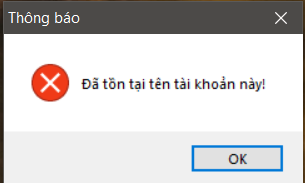 Thông báo
Đã tồn tại tên tài khoản này!
OK